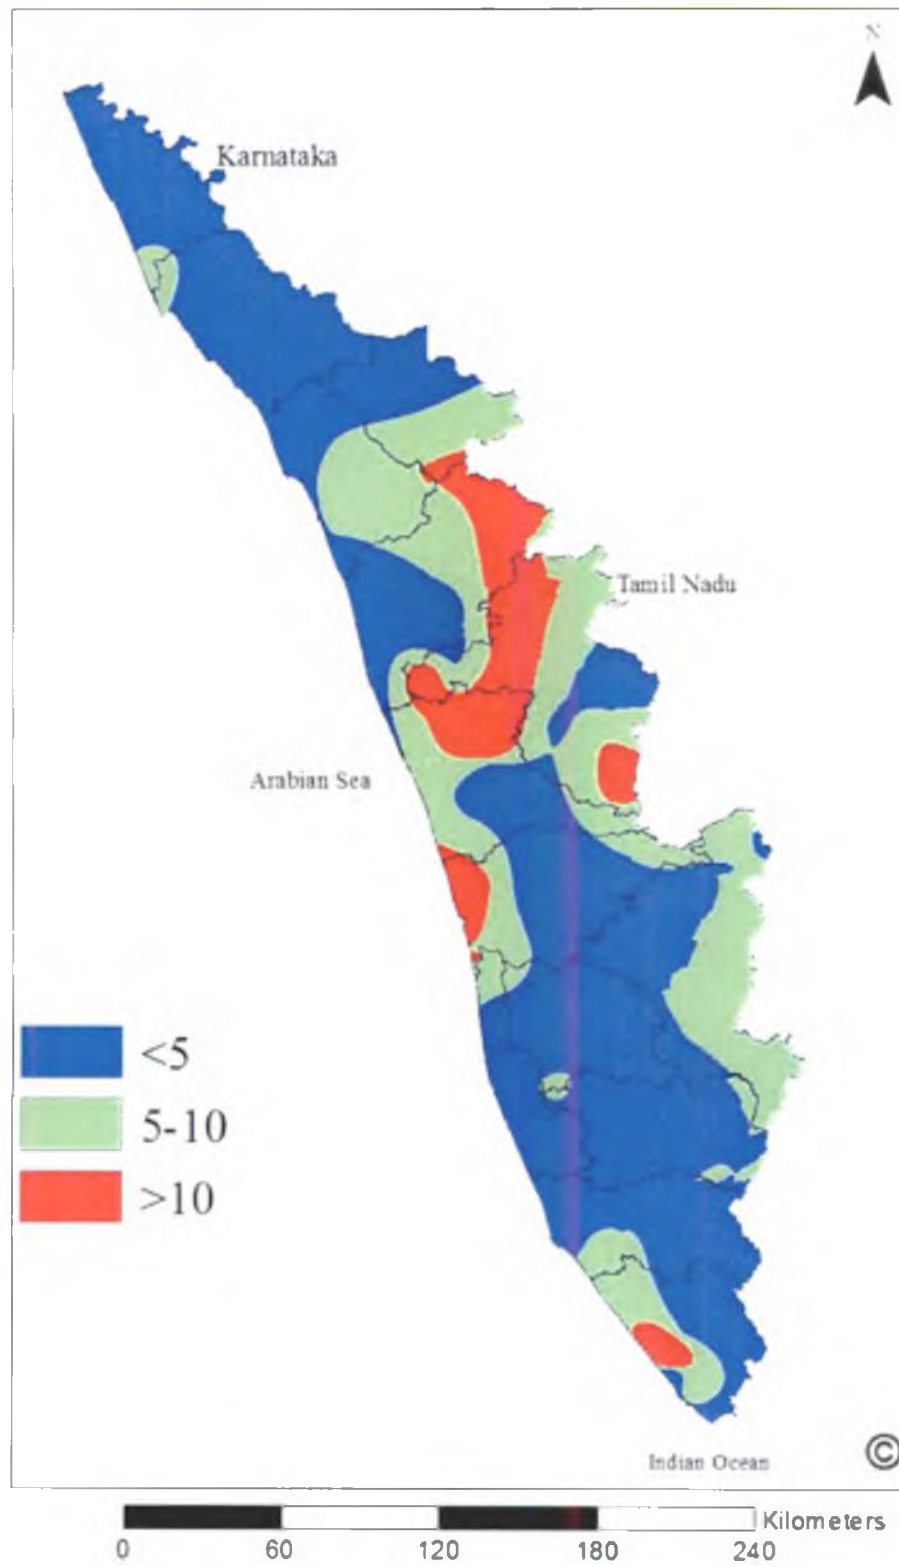 N
Karnataka
Tamil Nadu
Arabian Sea
<5
5-10
>10
Indian Ocean
©
Kilometers
0 60 120 180 240